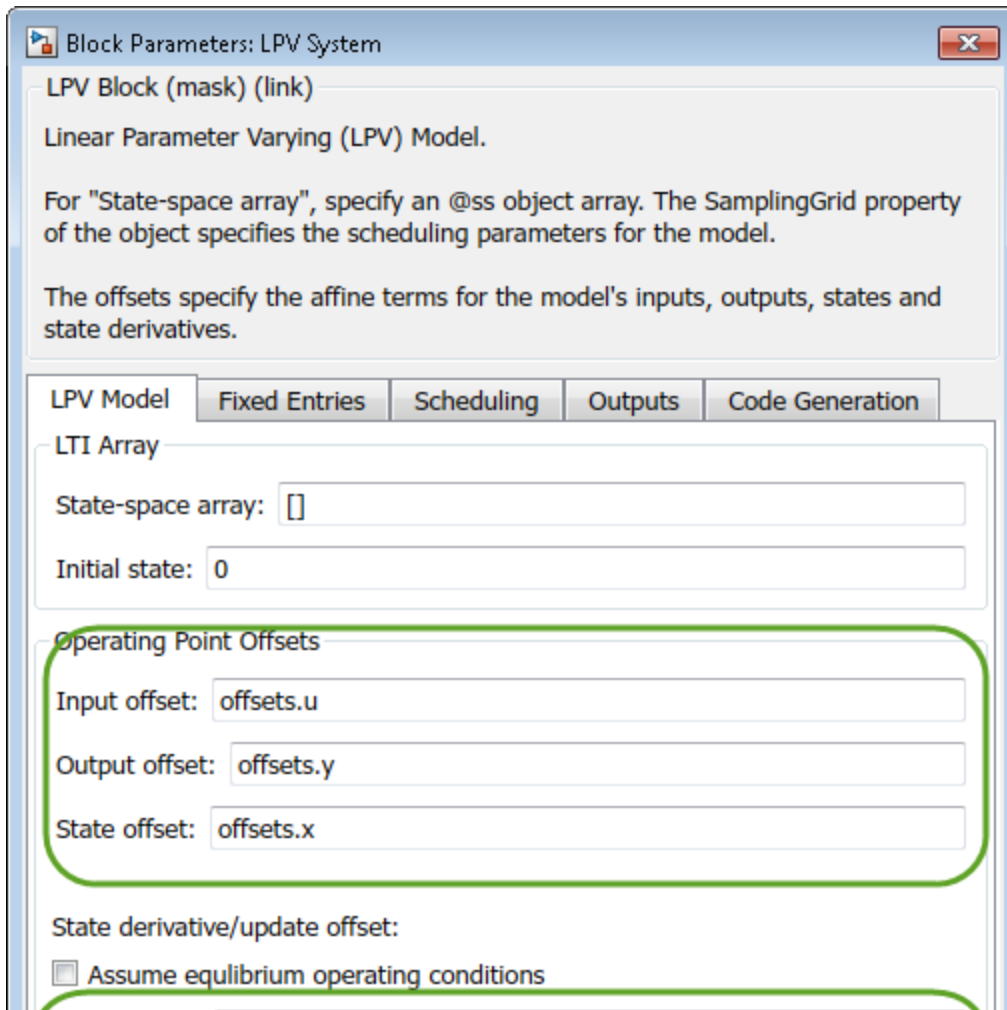 Block Parameters: LPV System
LPV Block (mask) (link)
Linear Parameter Varying (LPV) Model.
For "State-space array", specify an @ss object array. The SamplingGrid property
of the object specifies the scheduling parameters for the model.
The offsets specify the affine terms for the model's inputs, outputs, states and
state derivatives.
LPV Model Fixed Entries Scheduling Outputs Code Generation
LTI Array
State-space array: []
Initial state: 0
Operating Point Offsets
Input offset: offsets.u
Output offset: offsets.y
State offset: offsets.x
State derivative/update offset:
Assume equlibrium operating conditions